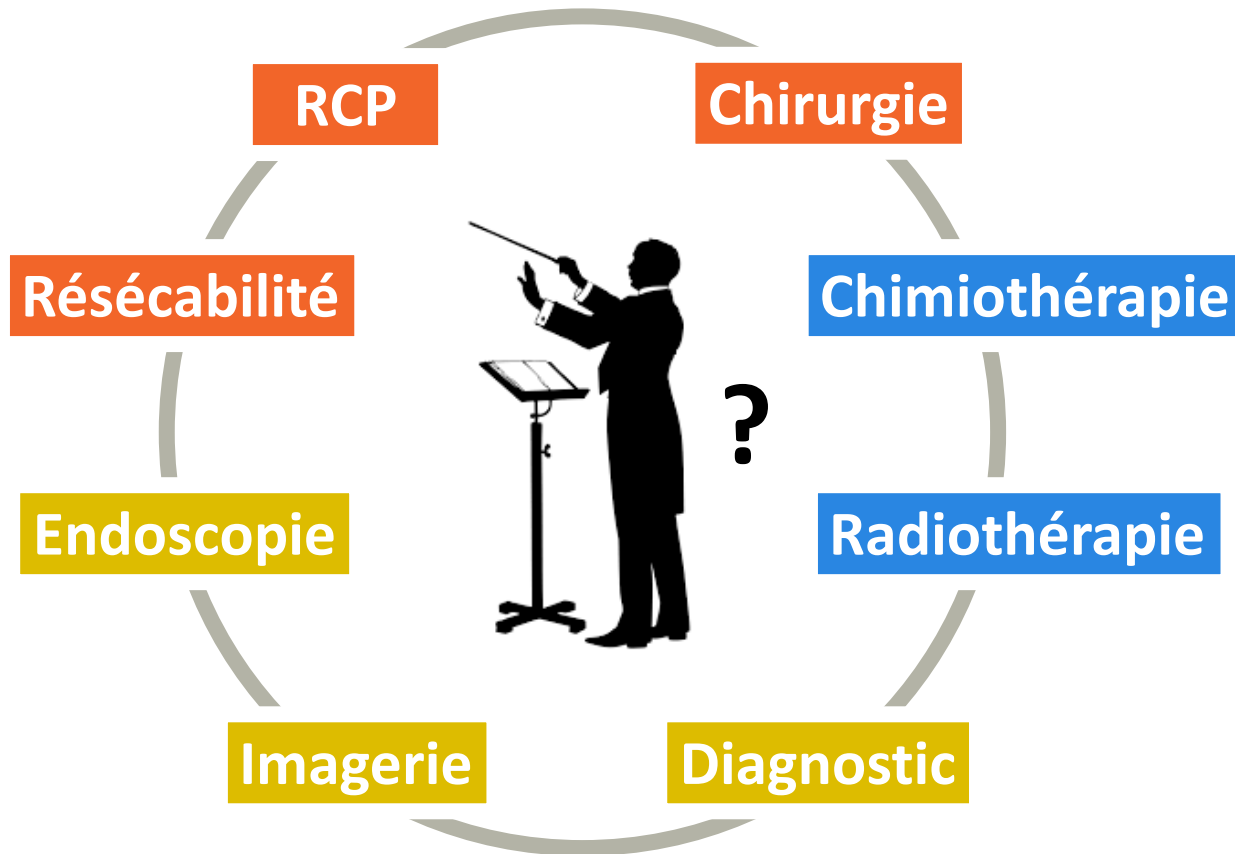 RCP
Chirurgie
Résécabilité
Chimiothérapie
?
Endoscopie
Radiothérapie
Imagerie
Diagnostic